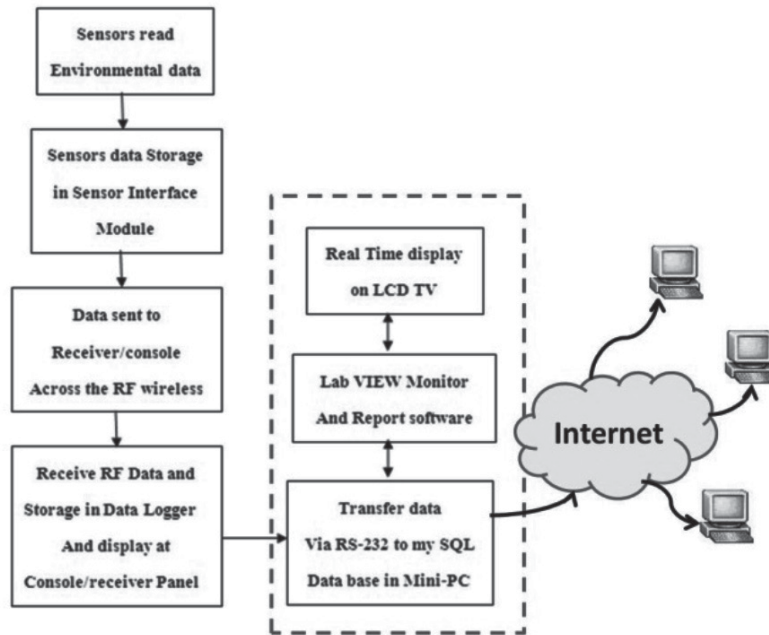 Sensors read
Environmental data
Sensors data Storage
in Sensor Interface
Module
Data sent to
Receiver/console
Across the RF wireless
Receive RF Data and
Storage in Data Logger
And display at
Console/receiver Panel
Real Time display
on LCD TV
Lab VIEW Monitor
And Report software
Transfer data
Via RS-232 to my SQL
Data base in Mini-PC
Internet